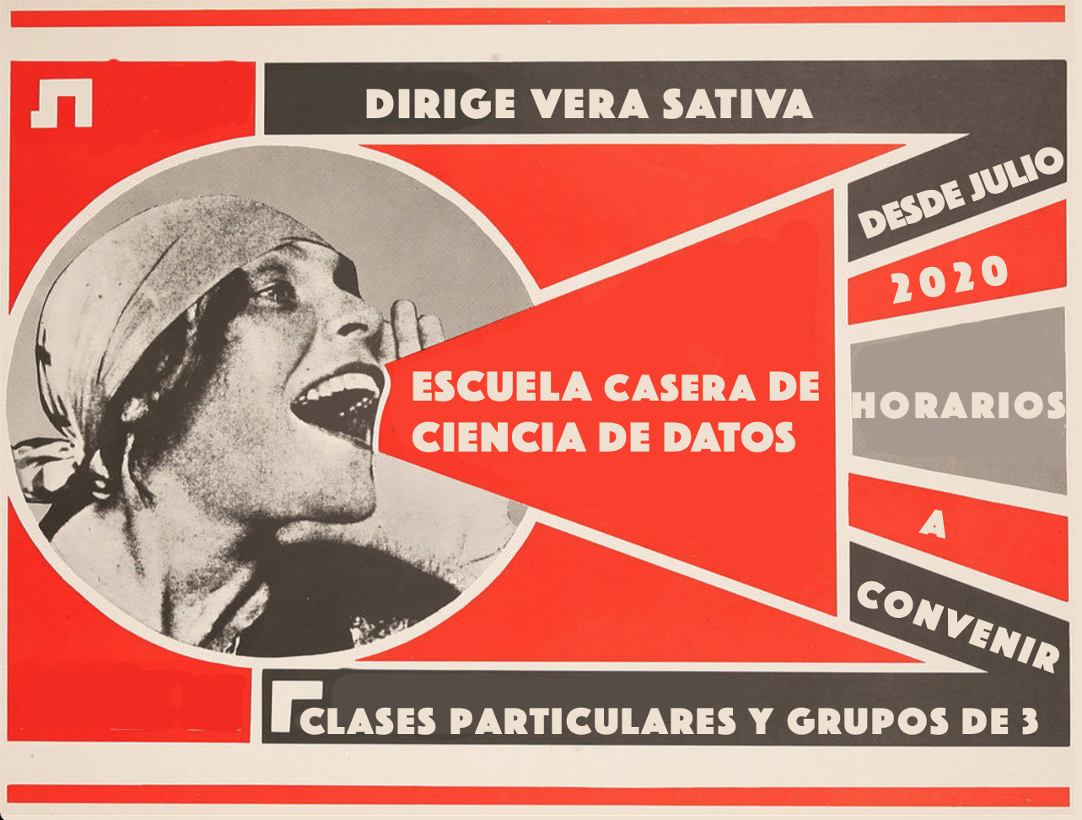 Л
DIRIGE VERA SATIVA
DESDE JULIO
2020
HORARIOS
A
CONVENIR
ESCUELA CASERA DE
CIENCIA DE DATOS
Г
CLASES PARTICULARES Y GRUPOS DE 3